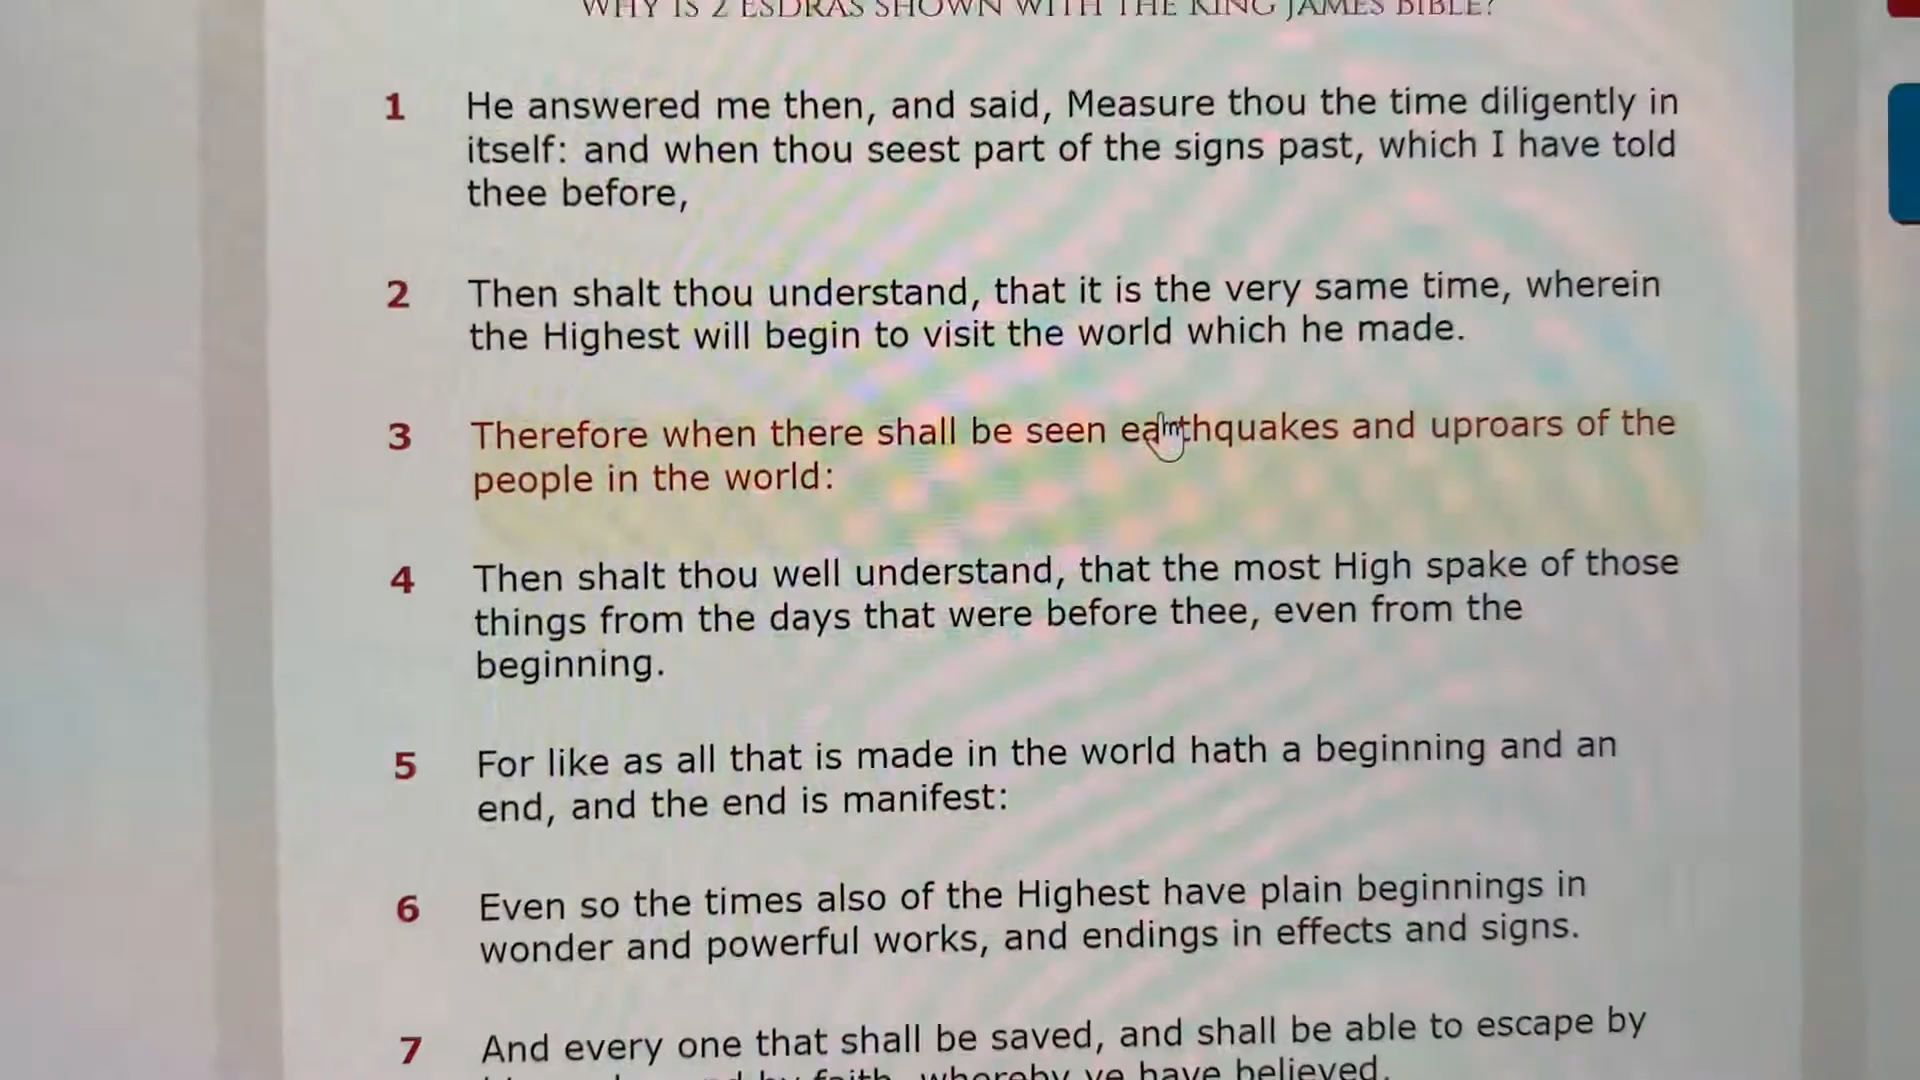 WHY IS 2 ESDRAS SHOWN WITH THE KING JAMES BIBLE?
1 He answered me then, and said, Measure thou the time diligently in
itself: and when thou seest part of the signs past, which I have told
thee before,
2 Then shalt thou understand, that it is the very same time, wherein
the Highest will begin to visit the world which he made.
3 Therefore when there shall be seen earthquakes and uproars of the
people in the world:
4 Then shalt thou well understand, that the most High spake of those
things from the days that were before thee, even from the
beginning.
5 For like as all that is made in the world hath a beginning and an
end, and the end is manifest:
6 Even so the times also of the Highest have plain beginnings in
wonder and powerful works, and endings in effects and signs.
7 And every one that shall be saved, and shall be able to escape by
by faith, whereby ye have believed,